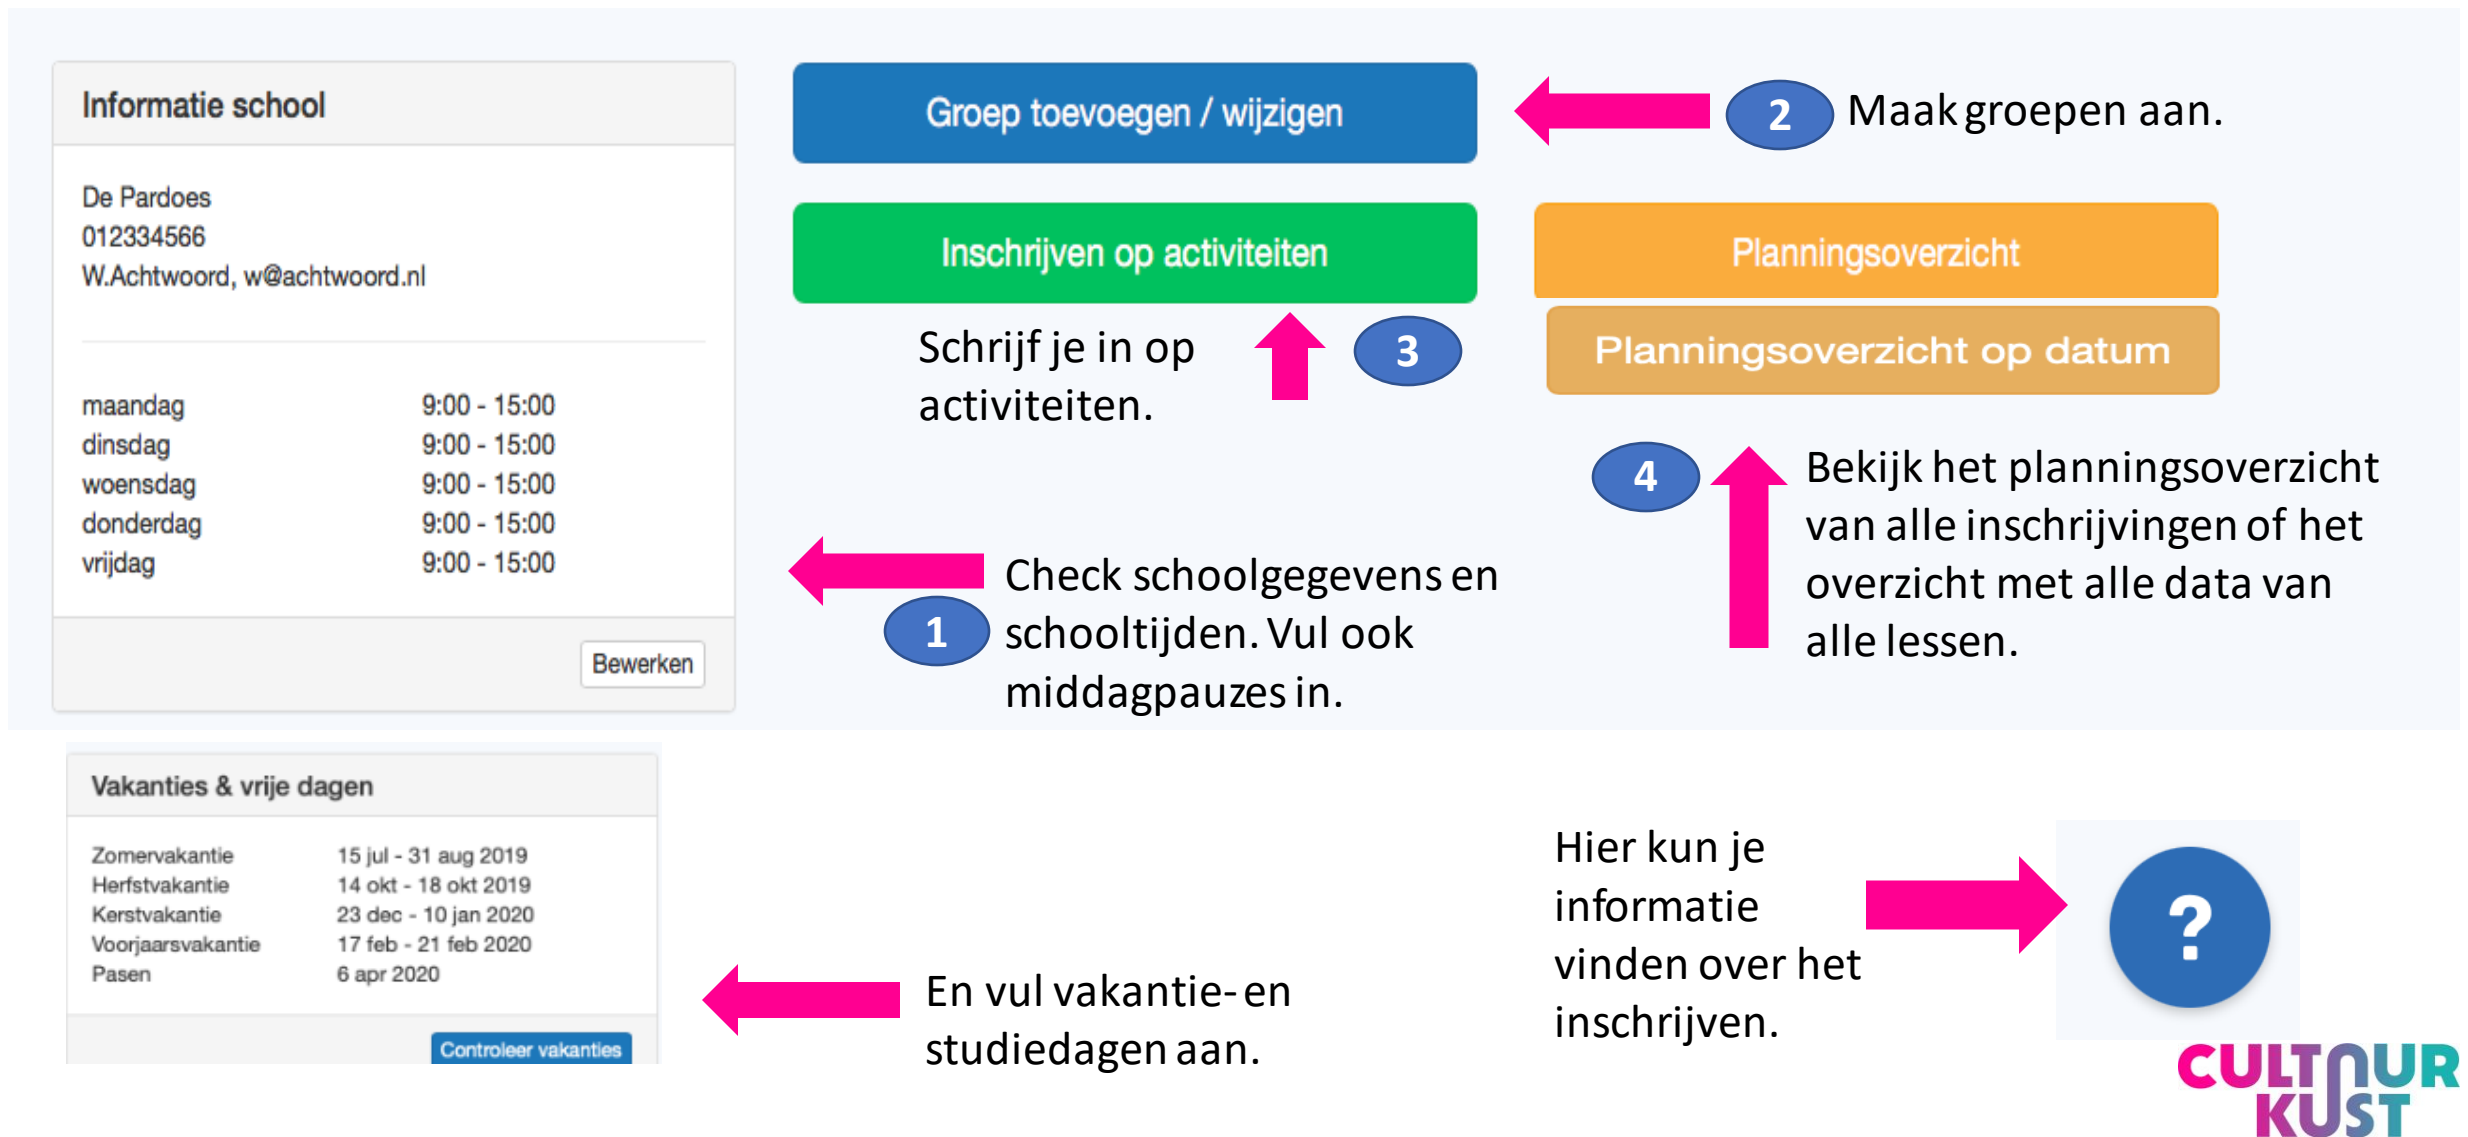 Informatie school
De Pardoes
012334566
W.Achtwoord, w@achtwoord.nl
maandag 9:00 - 15:00
dinsdag 9:00 - 15:00
woensdag 9:00 - 15:00
donderdag 9:00 - 15:00
vrijdag 9:00 - 15:00
Bewerken
Groep toevoegen / wijzigen
2 Maak groepen aan.
Inschrijven op activiteiten
Planningsoverzicht
Planningsoverzicht op datum
Schrijf je in op
activiteiten.
3
4
Bekijk het planningsoverzicht
van alle inschrijvingen of het
overzicht met alle data van
alle lessen.
1
Check schoolgegevens en
schooltijden. Vul ook
middagpauzes in.
Vakanties & vrije dagen
Zomervakantie 15 jul - 31 aug 2019
Herfstvakantie 14 okt - 18 okt 2019
Kerstvakantie 23 dec - 10 jan 2020
Voorjaarsvakantie 17 feb - 21 feb 2020
Pasen 6 apr 2020
Controleer vakanties
En vul vakantie- en
studiedagen aan.
Hier kun je
informatie
vinden over het
inschrijven.
?
CULTUUR
KUST